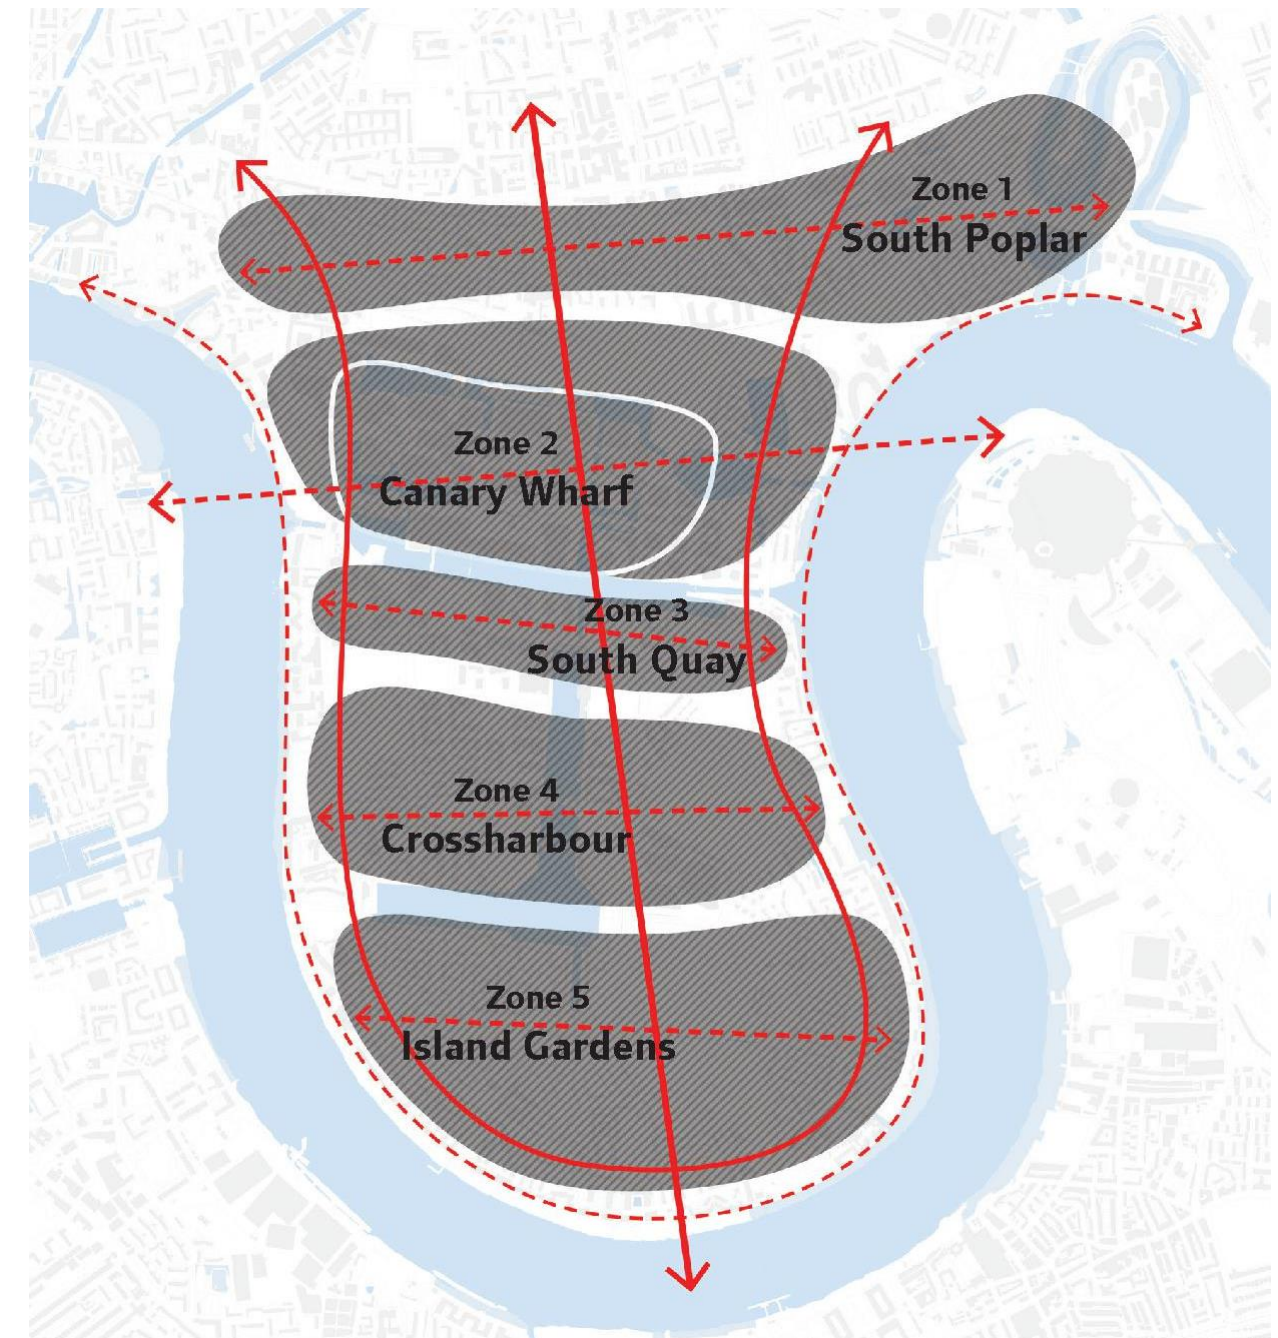 Zone 1
South Poplar
Zone 2
Canary Wharf
Zone 3
South Quay
Zone 4
Crossharbour
Zone 5
Island Gardens